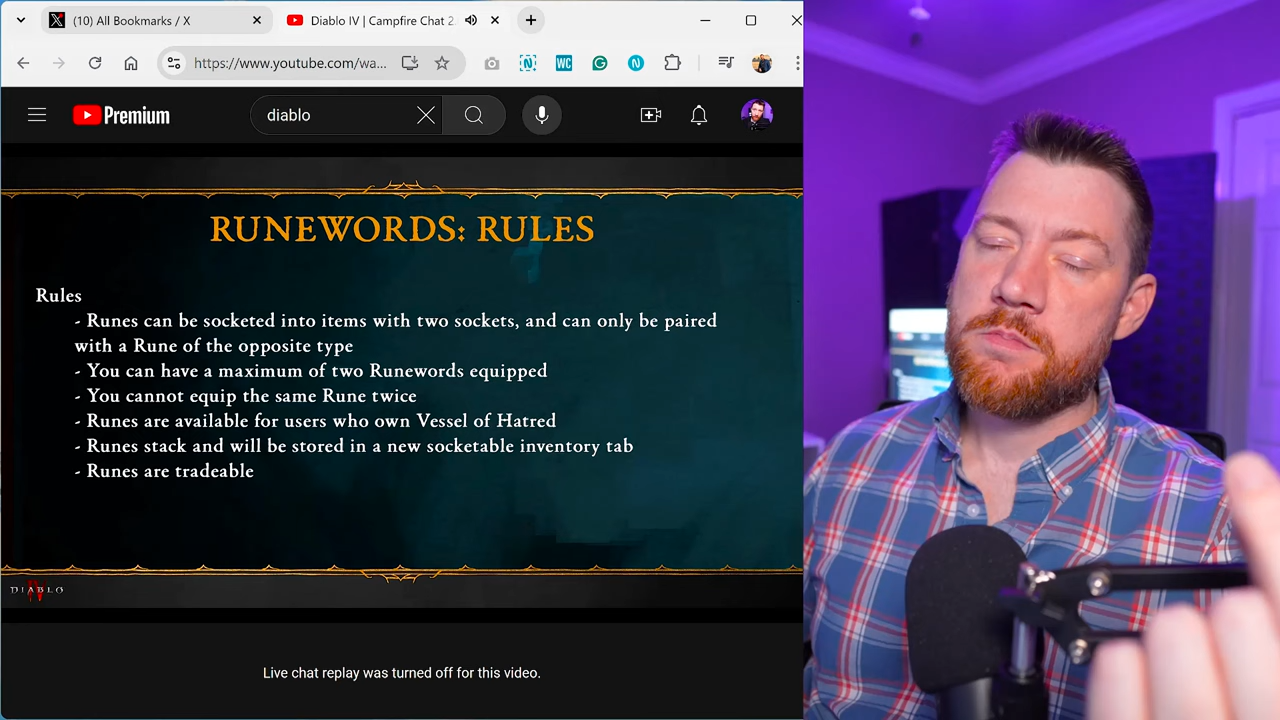 (10) All Bookmarks / X
Diablo IV | Campfire Chat 2.
https://www.youtube.com/wa...
WC
Premium
diablo
RUNEWORDS: RULES
Rules
- Runes can be socketed into items with two sockets, and can only be paired
with a Rune of the opposite type
- You can have a maximum of two Runewords equipped
- You cannot equip the same Rune twice
- Runes are available for users who own Vessel of Hatred
- Runes stack and will be stored in a new socketable inventory tab
- Runes are tradeable
DIABLO
IV
Live chat replay was turned off for this video.